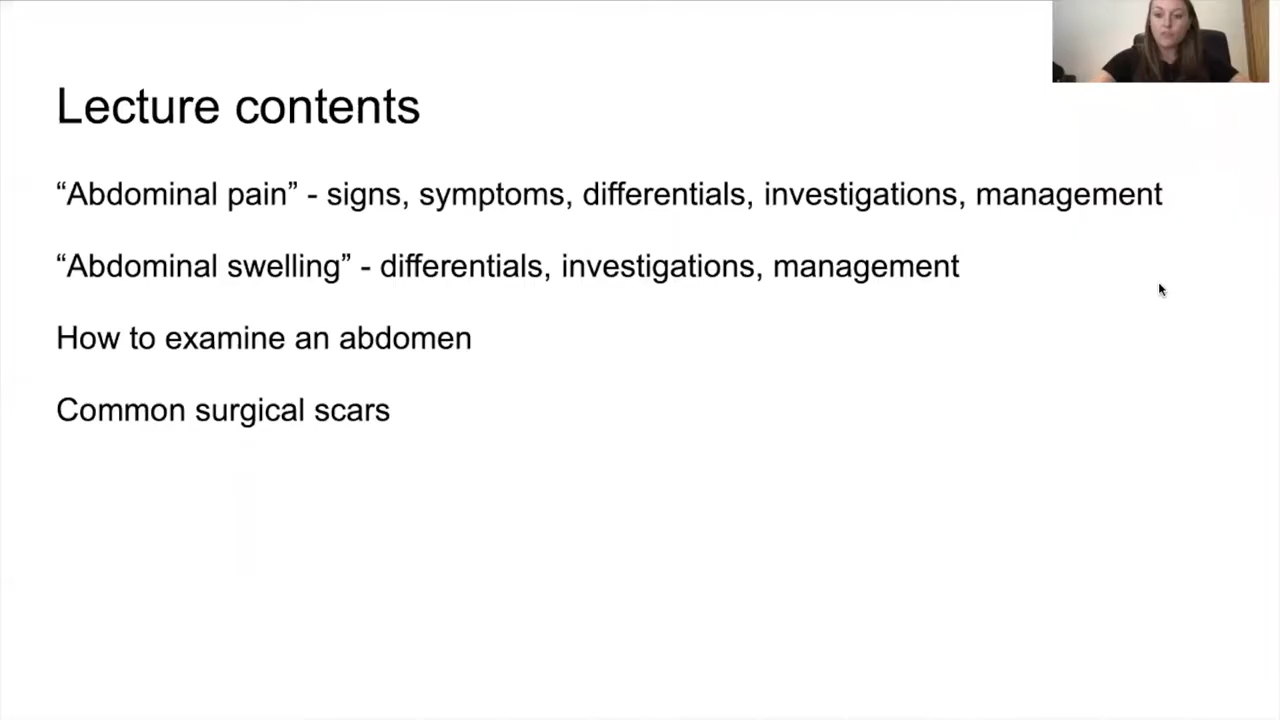 Lecture contents
“Abdominal pain” - signs, symptoms, differentials, investigations, management
“Abdominal swelling” - differentials, investigations, management
How to examine an abdomen
Common surgical scars